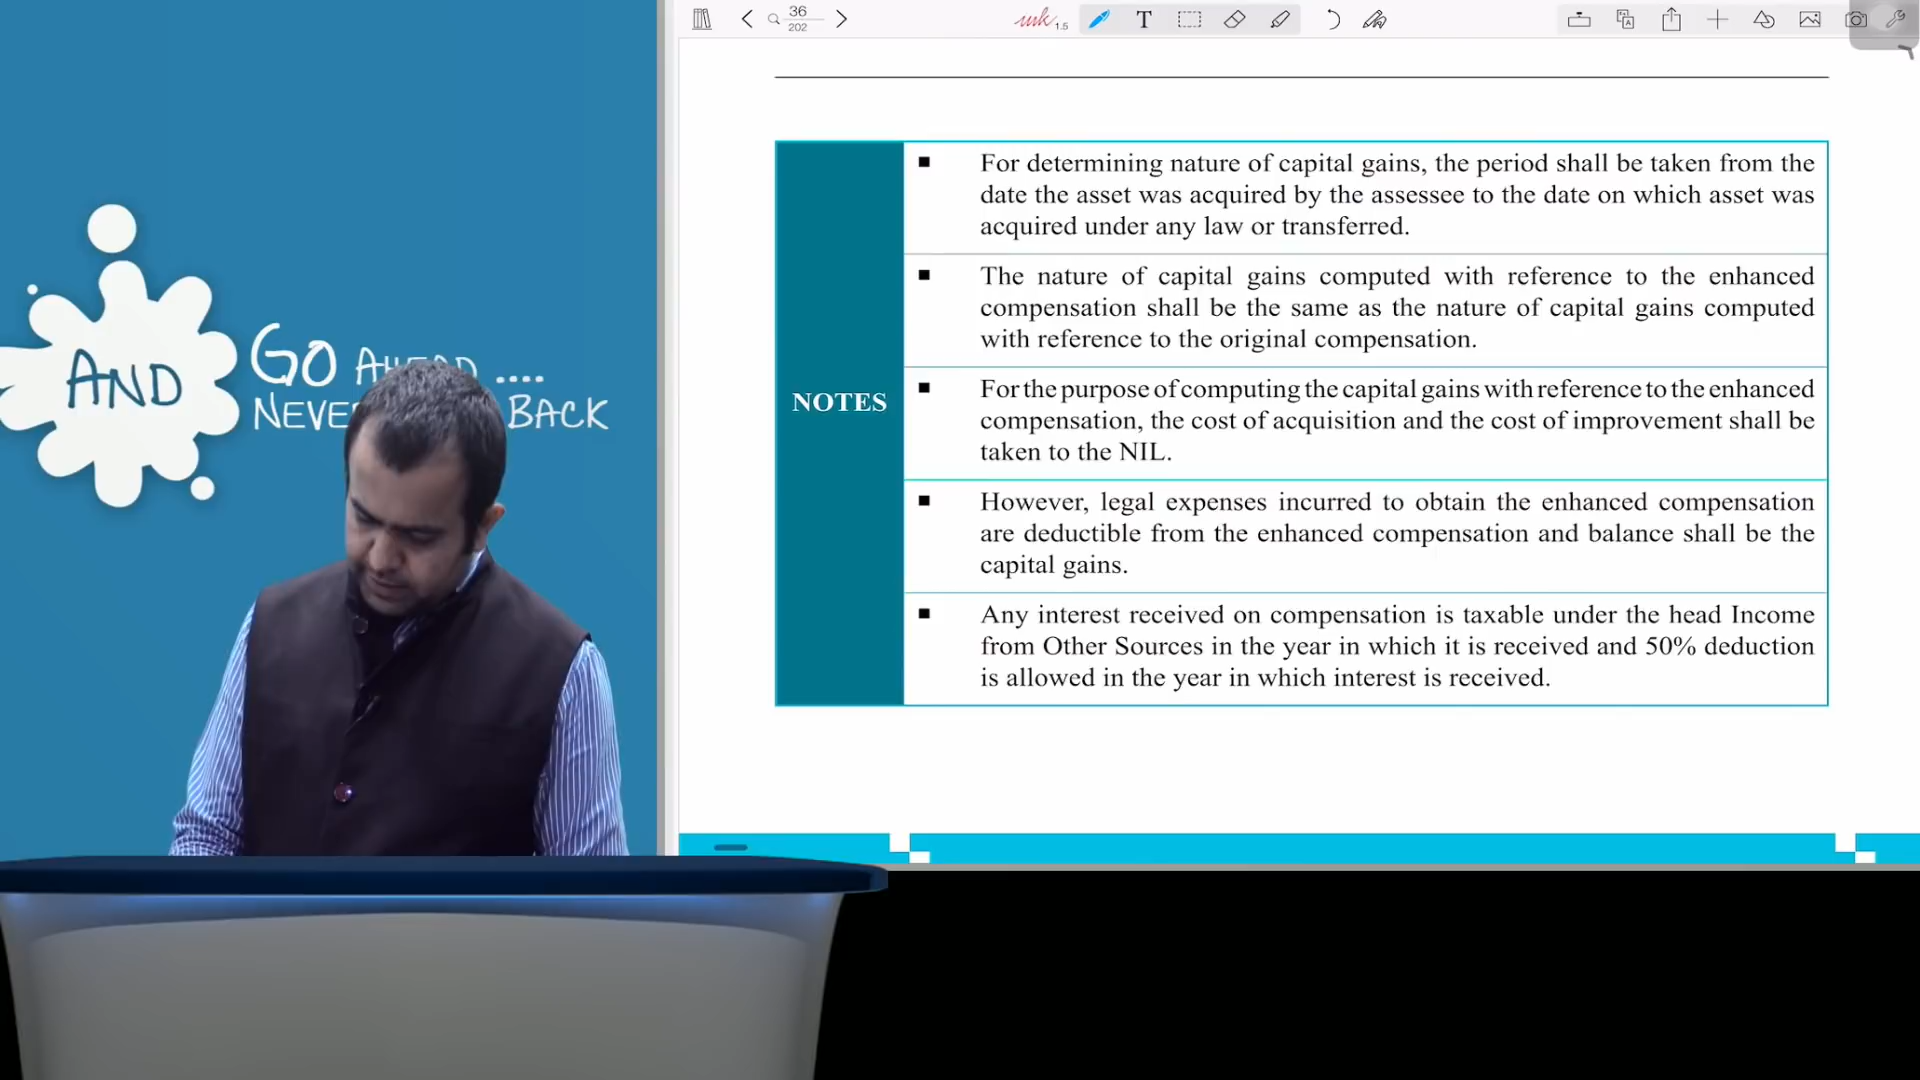 36
202
1.5
T
AND
GO AHEAD ....
NEVE
BACK
NOTES
■ For determining nature of capital gains, the period shall be taken from the
date the asset was acquired by the assessee to the date on which asset was
acquired under any law or transferred.
■ The nature of capital gains computed with reference to the enhanced
compensation shall be the same as the nature of capital gains computed
with reference to the original compensation.
■ For the purpose of computing the capital gains with reference to the enhanced
compensation, the cost of acquisition and the cost of improvement shall be
taken to the NIL.
■ However, legal expenses incurred to obtain the enhanced compensation
are deductible from the enhanced compensation and balance shall be the
capital gains.
■ Any interest received on compensation is taxable under the head Income
from Other Sources in the year in which it is received and 50% deduction
is allowed in the year in which interest is received.